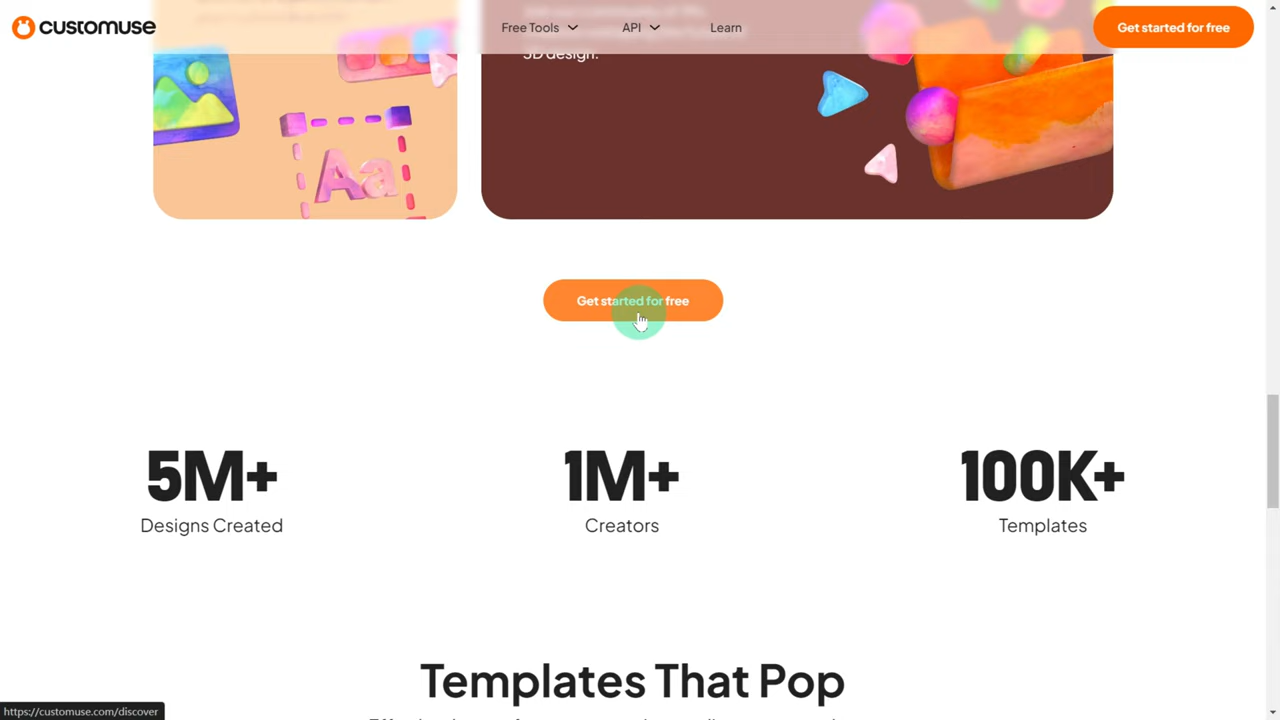 customuse
Free Tools
API
Learn
Get started for free
3D design.
Aa
Get started for free
5M+
1M+
100K+
Designs Created
Creators
Templates
Templates That Pop
https://customuse.com/discover